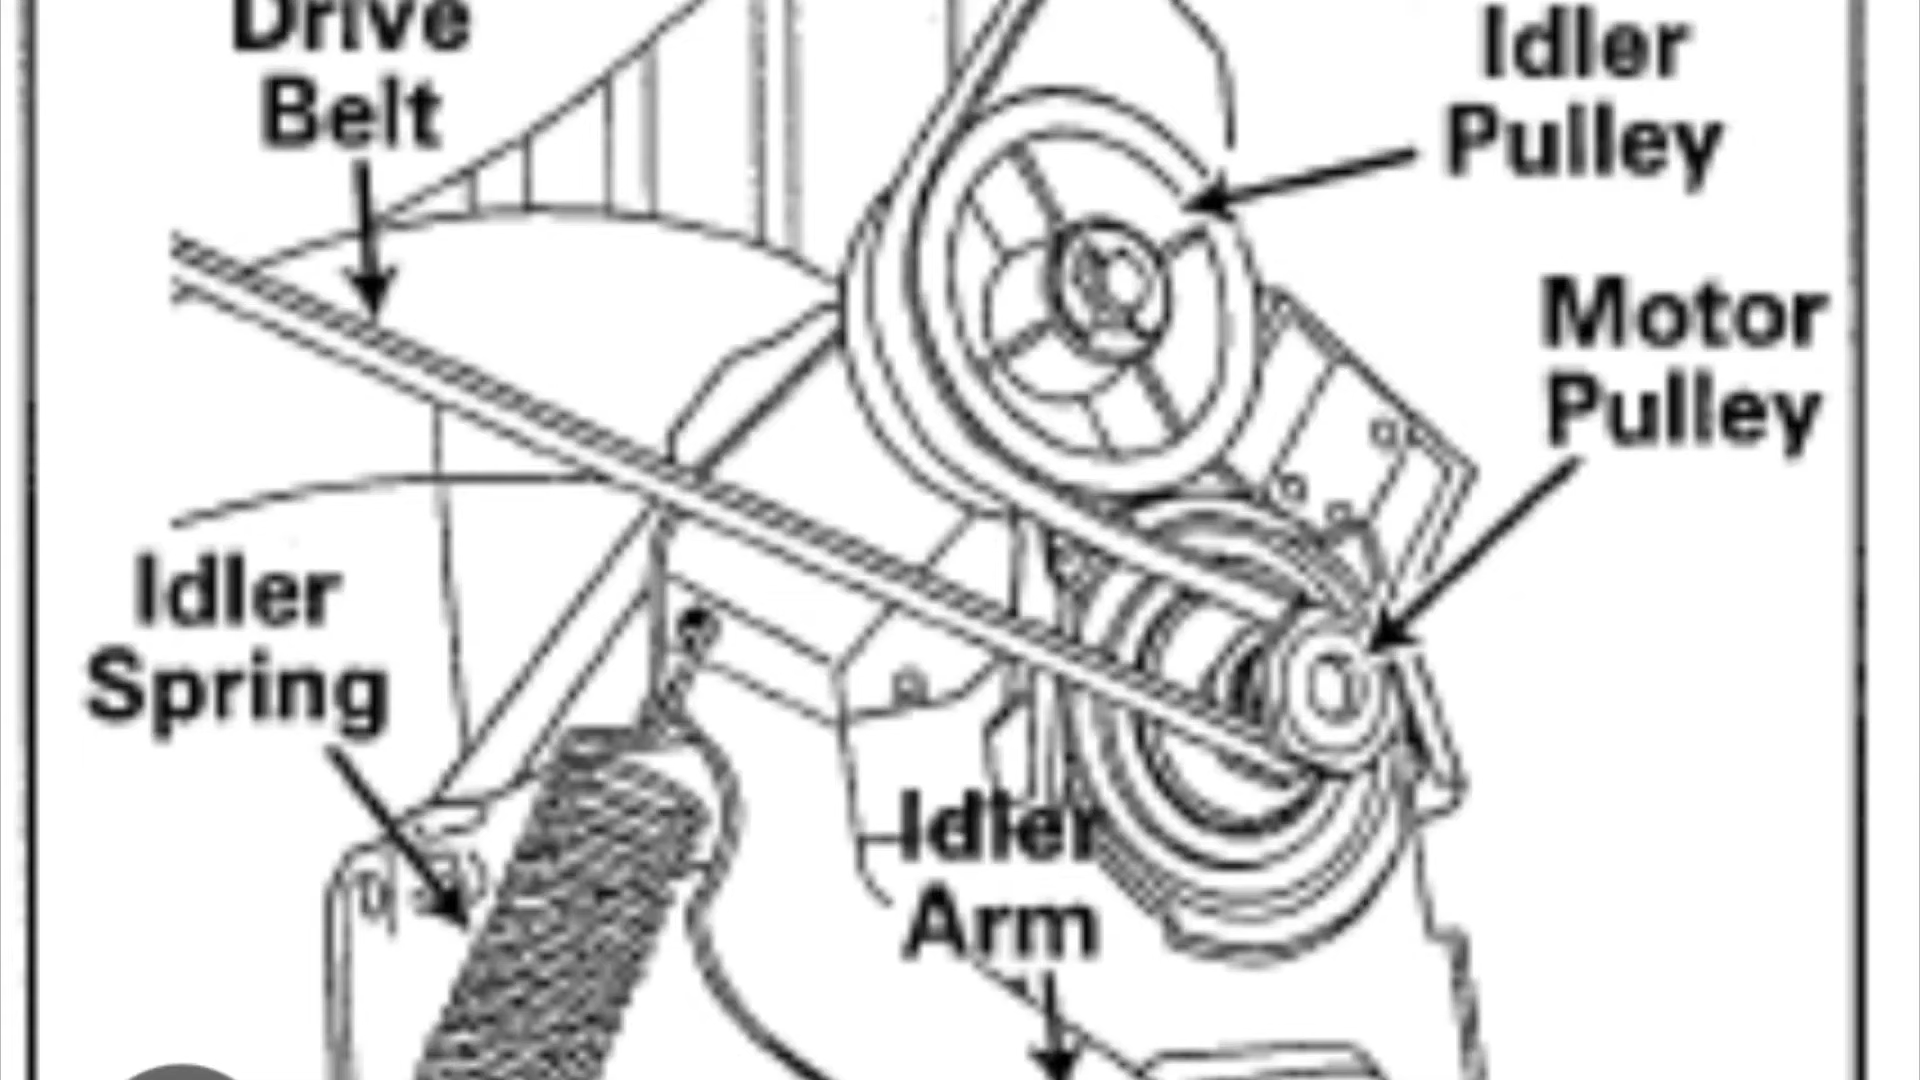 Drive
Belt
Idler
Pulley
Motor
Pulley
Idler
Spring
Idler
Arm